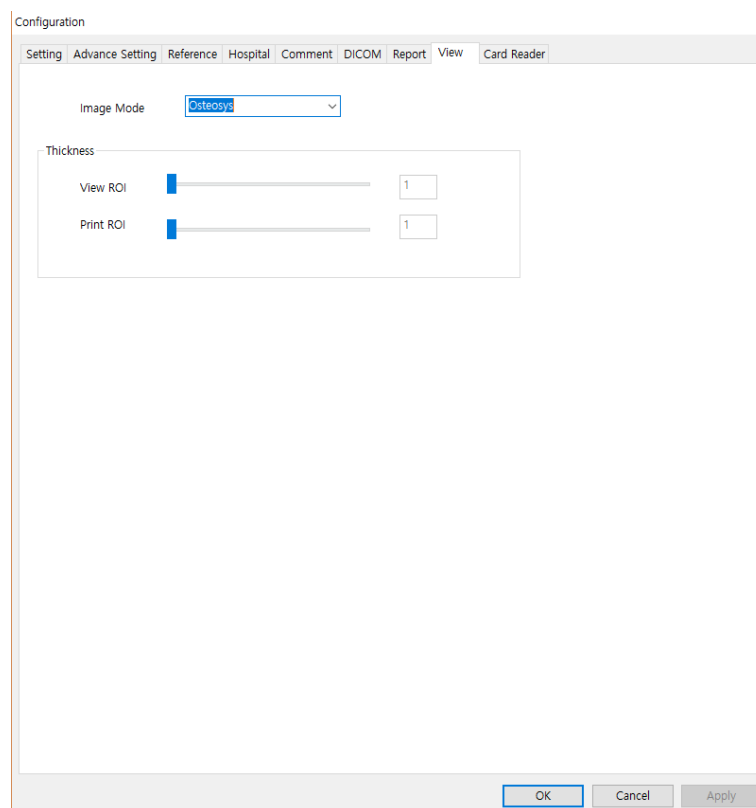 Configuration
Setting Advance Setting Reference Hospital Comment DICOM Report View Card Reader
Image Mode Osteosys
Thickness
View ROI 1
Print ROI 1
OK Cancel Apply